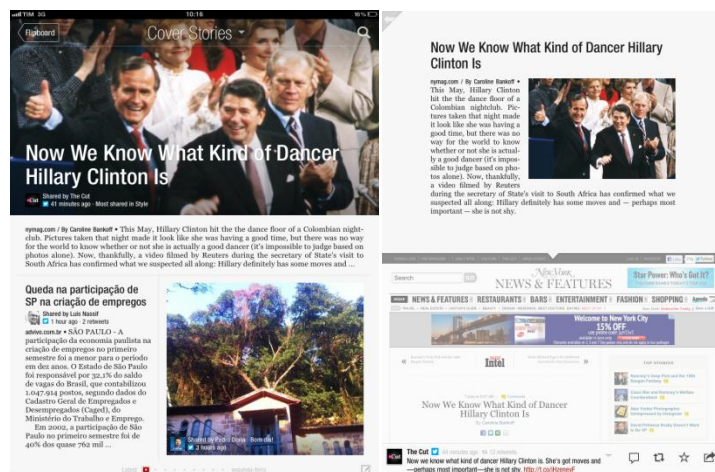 TIM 3G 10:16 16%
Flipboard
Cover Stories
Now We Know What Kind of Dancer
Hillary Clinton Is
Shared by The Cut
41 minutes ago · Most shared in Style
nymag.com / By Caroline Bankoff • This May, Hillary Clinton hit the the dance floor of a Colombian night-
club. Pictures taken that night made it look like she was having a good time, but there was no way
for the world to know whether or not she is actually a good dancer (it's impossible to judge based on
photos alone). Now, thankfully, a video filmed by Reuters during the secretary of State's visit to
South Africa has confirmed what we suspected all along: Hillary definitely has some moves and ...
Queda na participação de
SP na criação de empregos
Shared by Luis Nassif
1 hour ago · 2 retweets
advivo.com.br • SÃO PAULO - A
participação da economia paulista na
criação de empregos no primeiro
semestre foi a menor para o período
em dez anos. O Estado de São Paulo
foi responsável por 32,1% do saldo
de vagas do Brasil, que contabilizou
1.047.914 postos, segundo dados do
Cadastro Geral de Empregados e
Desempregados (Caged), do
Ministério do Trabalho e Emprego.
Em 2002, a participação de São
Paulo no primeiro semestre foi de
40% dos quase 762 mil ...
Shared by Pedro Doria · Bom dia!
3 hours ago
Now We Know What Kind of Dancer Hillary
Clinton Is
nymag.com / By Caroline Bankoff •
This May, Hillary Clinton
hit the the dance floor of a
Colombian nightclub. Pic-
tures taken that night made
it look like she was having a
good time, but there was no
way for the world to know
whether or not she is actual-
ly a good dancer (it's impos-
sible to judge based on pho-
tos alone). Now, thankfully,
a video filmed by Reuters
during the secretary of State's visit to South Africa has confirmed what we
suspected all along: Hillary definitely has some moves and — perhaps most
important — she is not shy.
Search
New York
NEWS & FEATURES
Star Power: Who's Got It?
NEWS & FEATURES RESTAURANTS BARS ENTERTAINMENT FASHION SHOPPING
Welcome to New York City
15% OFF
Intel
TOP STORIES
Now We Know What Kind of Dancer
Hillary Clinton Is
By Caroline Bankoff
The Cut 44 minutes ago 12 retweets
Now we know what kind of dancer Hillary Clinton is. She's got moves and
—perhaps most important—she is not shy.